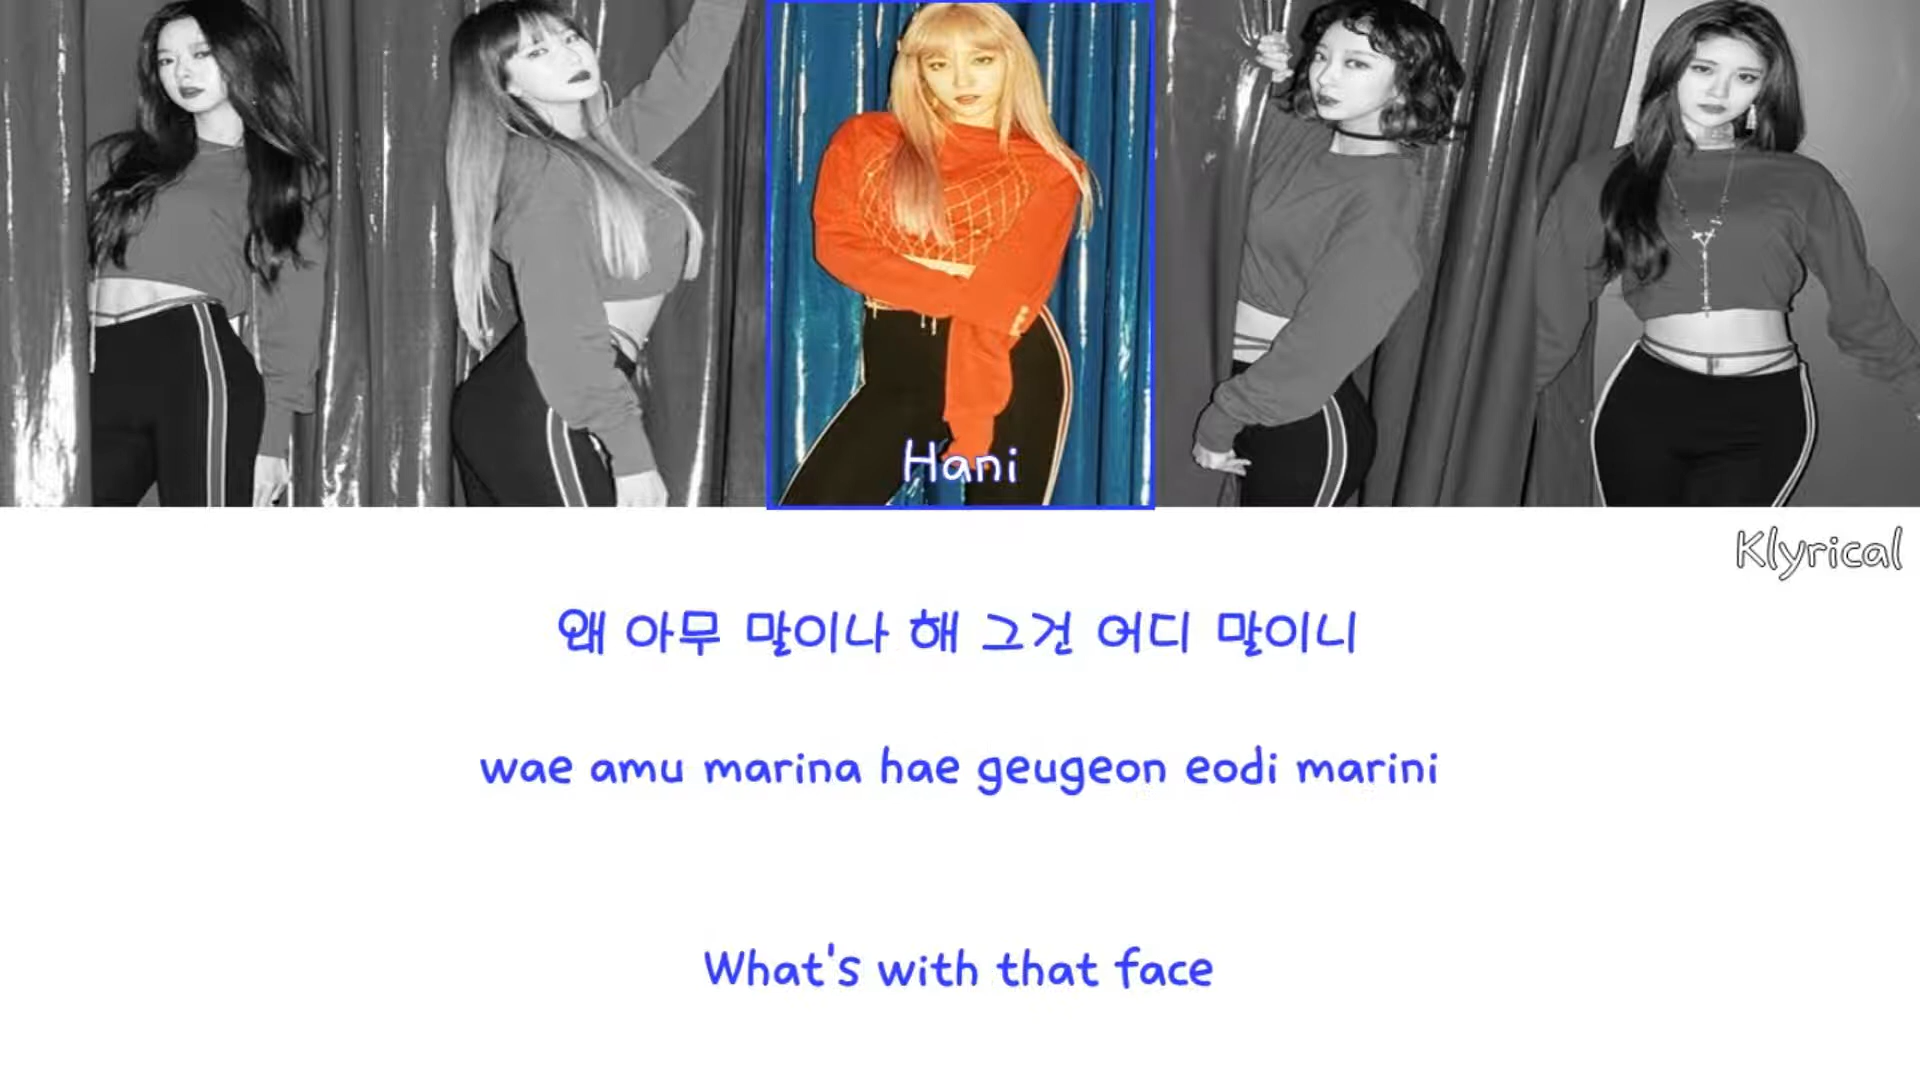 Hani
Klyrical
왜 아무 말이나 해 그건 어디 말이니
wae amu marina hae geugeon eodi marini
What's with that face